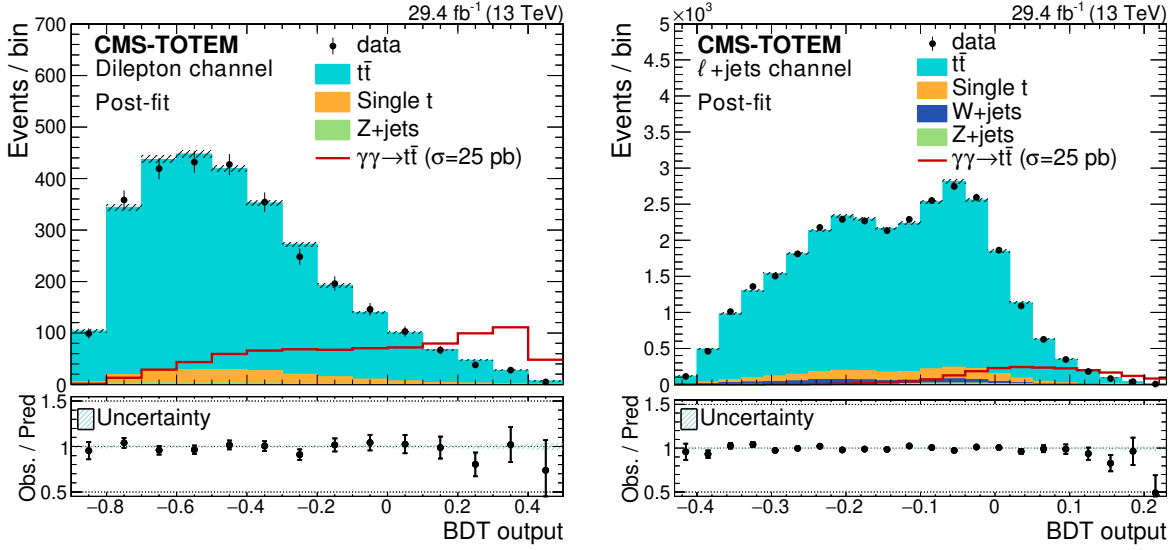 29.4 fb⁻¹ (13 TeV)
CMS-TOTEM
Dilepton channel
Post-fit
data
tt̄
Single t
Z+jets
γγ→tt̄ (σ=25 pb)
Events / bin
700
600
500
400
300
200
100
0
Uncertainty
Obs. / Pred
1.5
1
0.5
−0.8 −0.6 −0.4 −0.2 0 0.2 0.4
BDT output
×10³
29.4 fb⁻¹ (13 TeV)
CMS-TOTEM
ℓ+jets channel
Post-fit
data
tt̄
Single t
W+jets
Z+jets
γγ→tt̄ (σ=25 pb)
Events / bin
5
4.5
4
3.5
3
2.5
2
1.5
1
0.5
0
Uncertainty
Obs. / Pred
1.5
1
0.5
−0.4 −0.3 −0.2 −0.1 0 0.1 0.2
BDT output